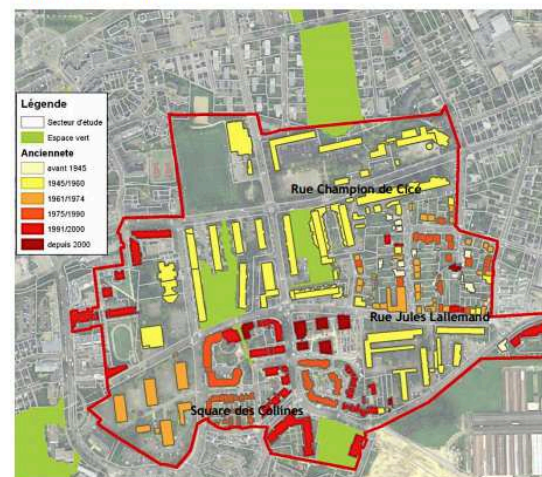 Légende
Secteur d'étude
Espace vert
Ancienneté
avant 1945
1945/1960
1961/1974
1975/1990
1991/2000
depuis 2000
Rue Champion de Cicé
Rue Jules Lallemand
Square des Collines